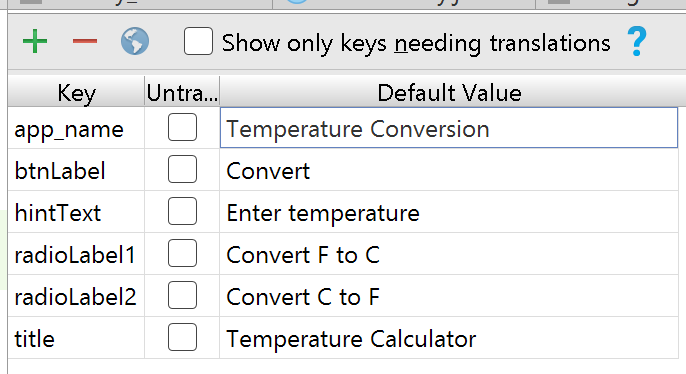 Show only keys needing translations ?
Key Untra... Default Value
app_name Temperature Conversion
btnLabel Convert
hintText Enter temperature
radioLabel1 Convert F to C
radioLabel2 Convert C to F
title Temperature Calculator